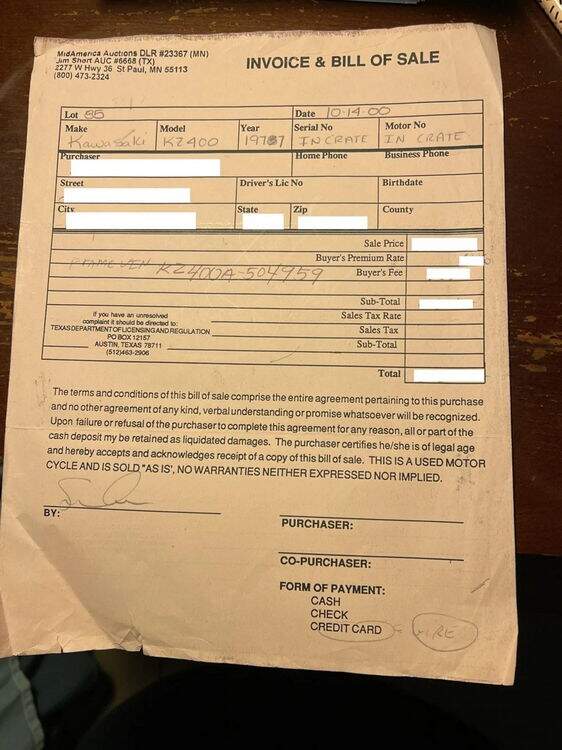 MidAmerica Auctions DLR #23367 (MN)
Jim Short AUC #6668 (TX)
2277 W Hwy 36 St Paul, MN 55113
(800) 473-2324
INVOICE & BILL OF SALE
Lot 85 Date 10-14-00
Make Model Year Serial No Motor No
Kawasaki KZ400 1977 IN CRATE IN CRATE
Purchaser Home Phone Business Phone
Street Driver's Lic No Birthdate
City State Zip County
Sale Price
Buyer's Premium Rate
FRAME KZ400A-504959 Buyer's Fee
Sub-Total
If you have an unresolved
complaint it should be directed to:
TEXAS DEPARTMENT OF LICENSING AND REGULATION
PO BOX 12157
AUSTIN, TEXAS 78711
(512)463-2906
Sales Tax Rate
Sales Tax
Sub-Total
Total
The terms and conditions of this bill of sale comprise the entire agreement pertaining to this purchase
and no other agreement of any kind, verbal understanding or promise whatsoever will be recognized.
Upon failure or refusal of the purchaser to complete this agreement for any reason, all or part of the
cash deposit my be retained as liquidated damages. The purchaser certifies he/she is of legal age
and hereby accepts and acknowledges receipt of a copy of this bill of sale. THIS IS A USED MOTOR
CYCLE AND IS SOLD "AS IS', NO WARRANTIES NEITHER EXPRESSED NOR IMPLIED.
BY:
PURCHASER:
CO-PURCHASER:
FORM OF PAYMENT:
CASH
CHECK
CREDIT CARD